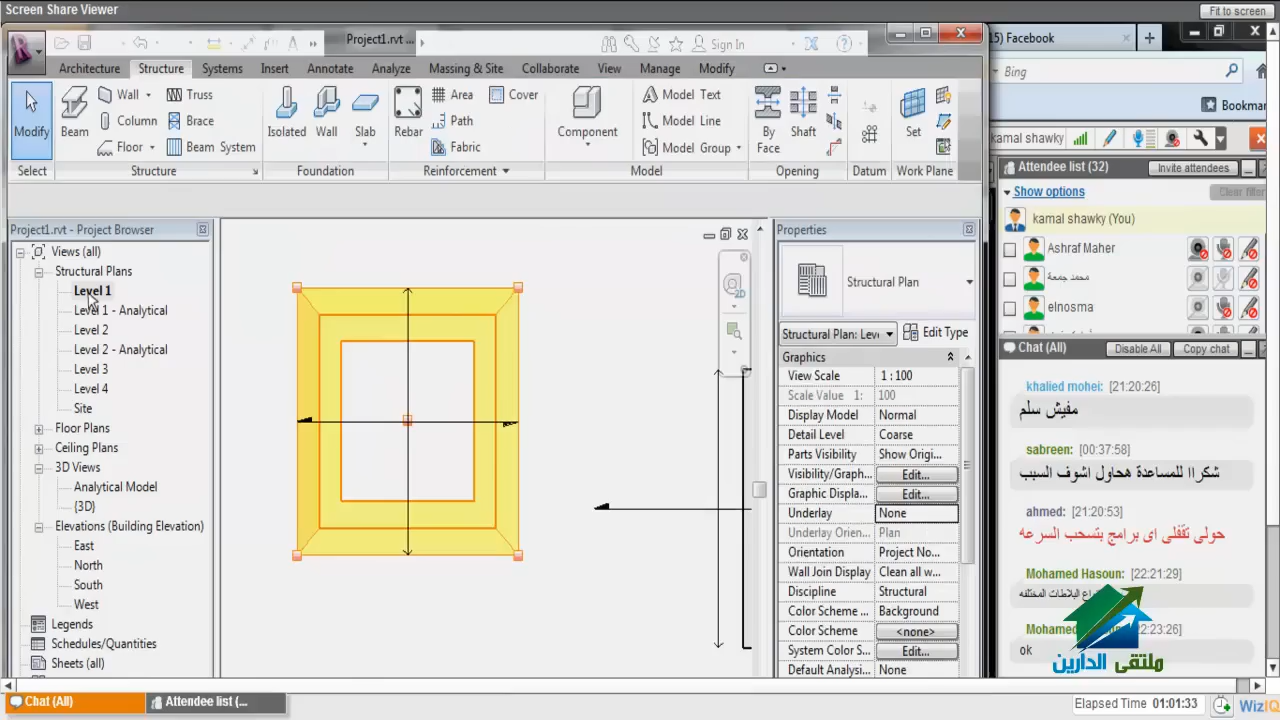 Screen Share Viewer
Fit to screen
Project1.rvt ...
Sign In
15) Facebook
Bing
Architecture
Structure
Systems
Insert
Annotate
Analyze
Massing & Site
Collaborate
View
Manage
Modify
Bookmar
Modify
Beam
Wall
Truss
Column
Brace
Floor
Beam System
Isolated
Wall
Slab
Rebar
Area
Cover
Path
Fabric
Component
Model Text
Model Line
Model Group
By Face
Shaft
Set
Select
Structure
Foundation
Reinforcement
Model
Opening
Datum
Work Plane
kamal shawky
Attendee list (32)
Invite attendees
Show options
Clear filter
kamal shawky (You)
Ashraf Maher
محمد جمعة
elnosma
Project1.rvt - Project Browser
Views (all)
Structural Plans
Level 1
Level 1 - Analytical
Level 2
Level 2 - Analytical
Level 3
Level 4
Site
Floor Plans
Ceiling Plans
3D Views
Analytical Model
{3D}
Elevations (Building Elevation)
East
North
South
West
Legends
Schedules/Quantities
Sheets (all)
2D
Properties
Structural Plan
Structural Plan: Leve
Edit Type
Graphics
View Scale 1 : 100
Scale Value 1: 100
Display Model Normal
Detail Level Coarse
Parts Visibility Show Origi...
Visibility/Graph... Edit...
Graphic Displa... Edit...
Underlay None
Underlay Orien... Plan
Orientation Project No...
Wall Join Display Clean all w...
Discipline Structural
Color Scheme ... Background
Color Scheme <none>
System Color S... Edit...
Default Analysi... None
Chat (All)
Disable All
Copy chat
khalied mohei: [21:20:26]
مفيش سلم
sabreen: [00:37:58]
شكراا للمساعدة هحاول اشوف السبب
ahmed: [21:20:53]
حولى تقفلى اى برامج بتسحب السرعه
Mohamed Hasoun: [22:21:29]
البلاطات المختلفه
[22:23:26]
ok
ملتقى الدارين
Chat (All)
Attendee list (...
Elapsed Time 01:01:33
WizIQ